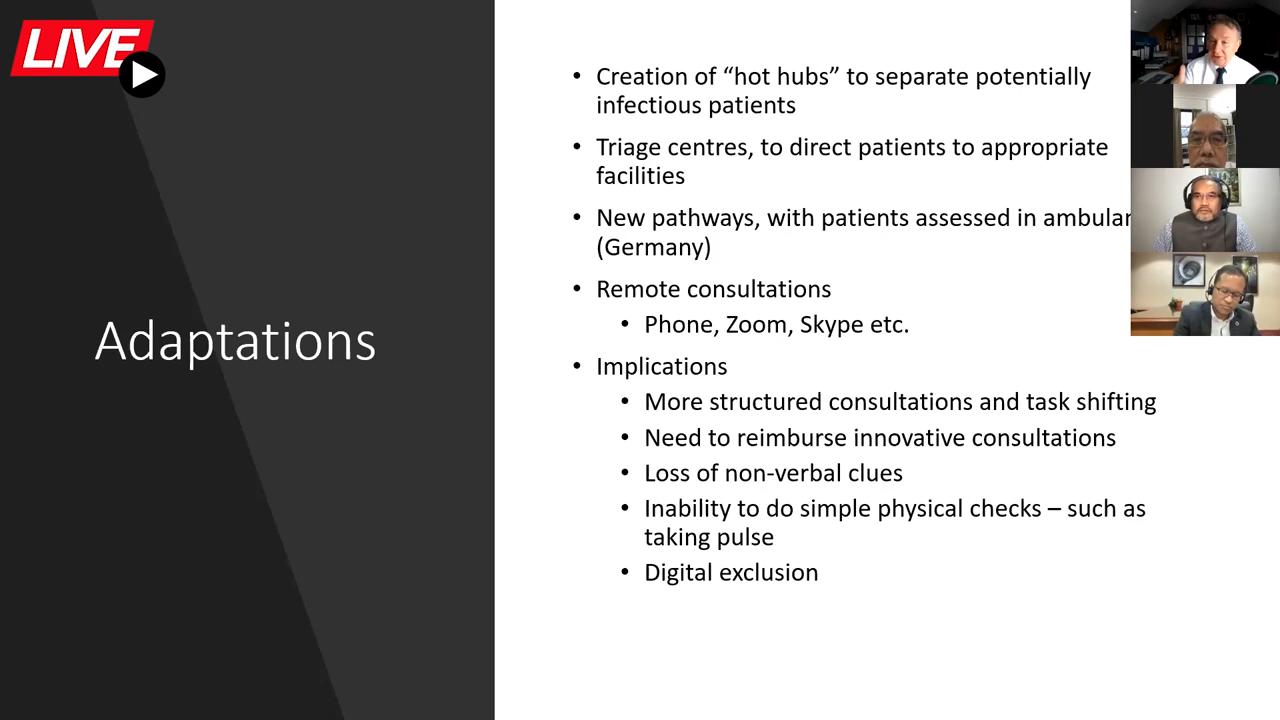 LIVE
Adaptations
• Creation of “hot hubs” to separate potentially
infectious patients
• Triage centres, to direct patients to appropriate
facilities
• New pathways, with patients assessed in
(Germany)
• Remote consultations
• Phone, Zoom, Skype etc.
• Implications
• More structured consultations and task shifting
• Need to reimburse innovative consultations
• Loss of non-verbal clues
• Inability to do simple physical checks – such as
taking pulse
• Digital exclusion